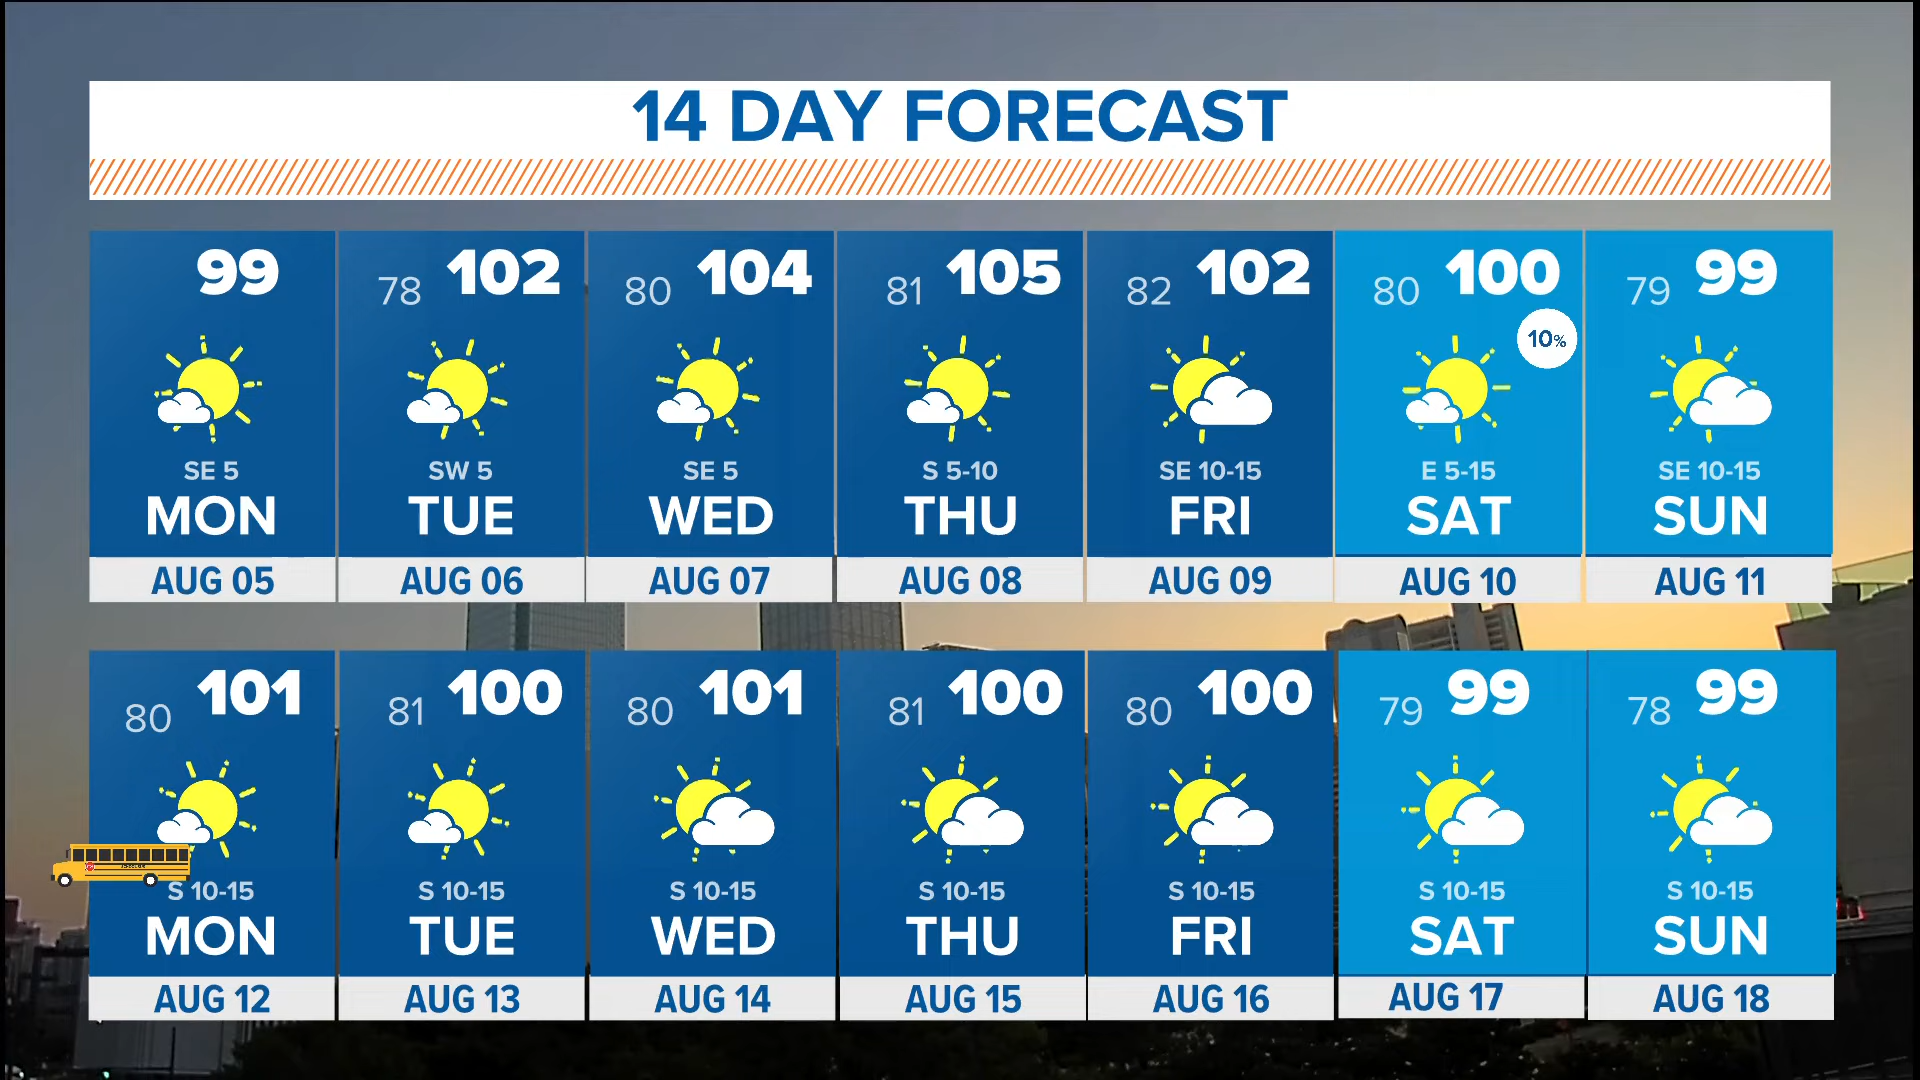 14 DAY FORECAST
99
78 102
80 104
81 105
82 102
80 100
79 99
10%
SE 5
SW 5
SE 5
S 5-10
SE 10-15
E 5-15
SE 10-15
MON
TUE
WED
THU
FRI
SAT
SUN
AUG 05
AUG 06
AUG 07
AUG 08
AUG 09
AUG 10
AUG 11
80 101
81 100
80 101
81 100
80 100
79 99
78 99
S 10-15
S 10-15
S 10-15
S 10-15
S 10-15
S 10-15
S 10-15
MON
TUE
WED
THU
FRI
SAT
SUN
AUG 12
AUG 13
AUG 14
AUG 15
AUG 16
AUG 17
AUG 18